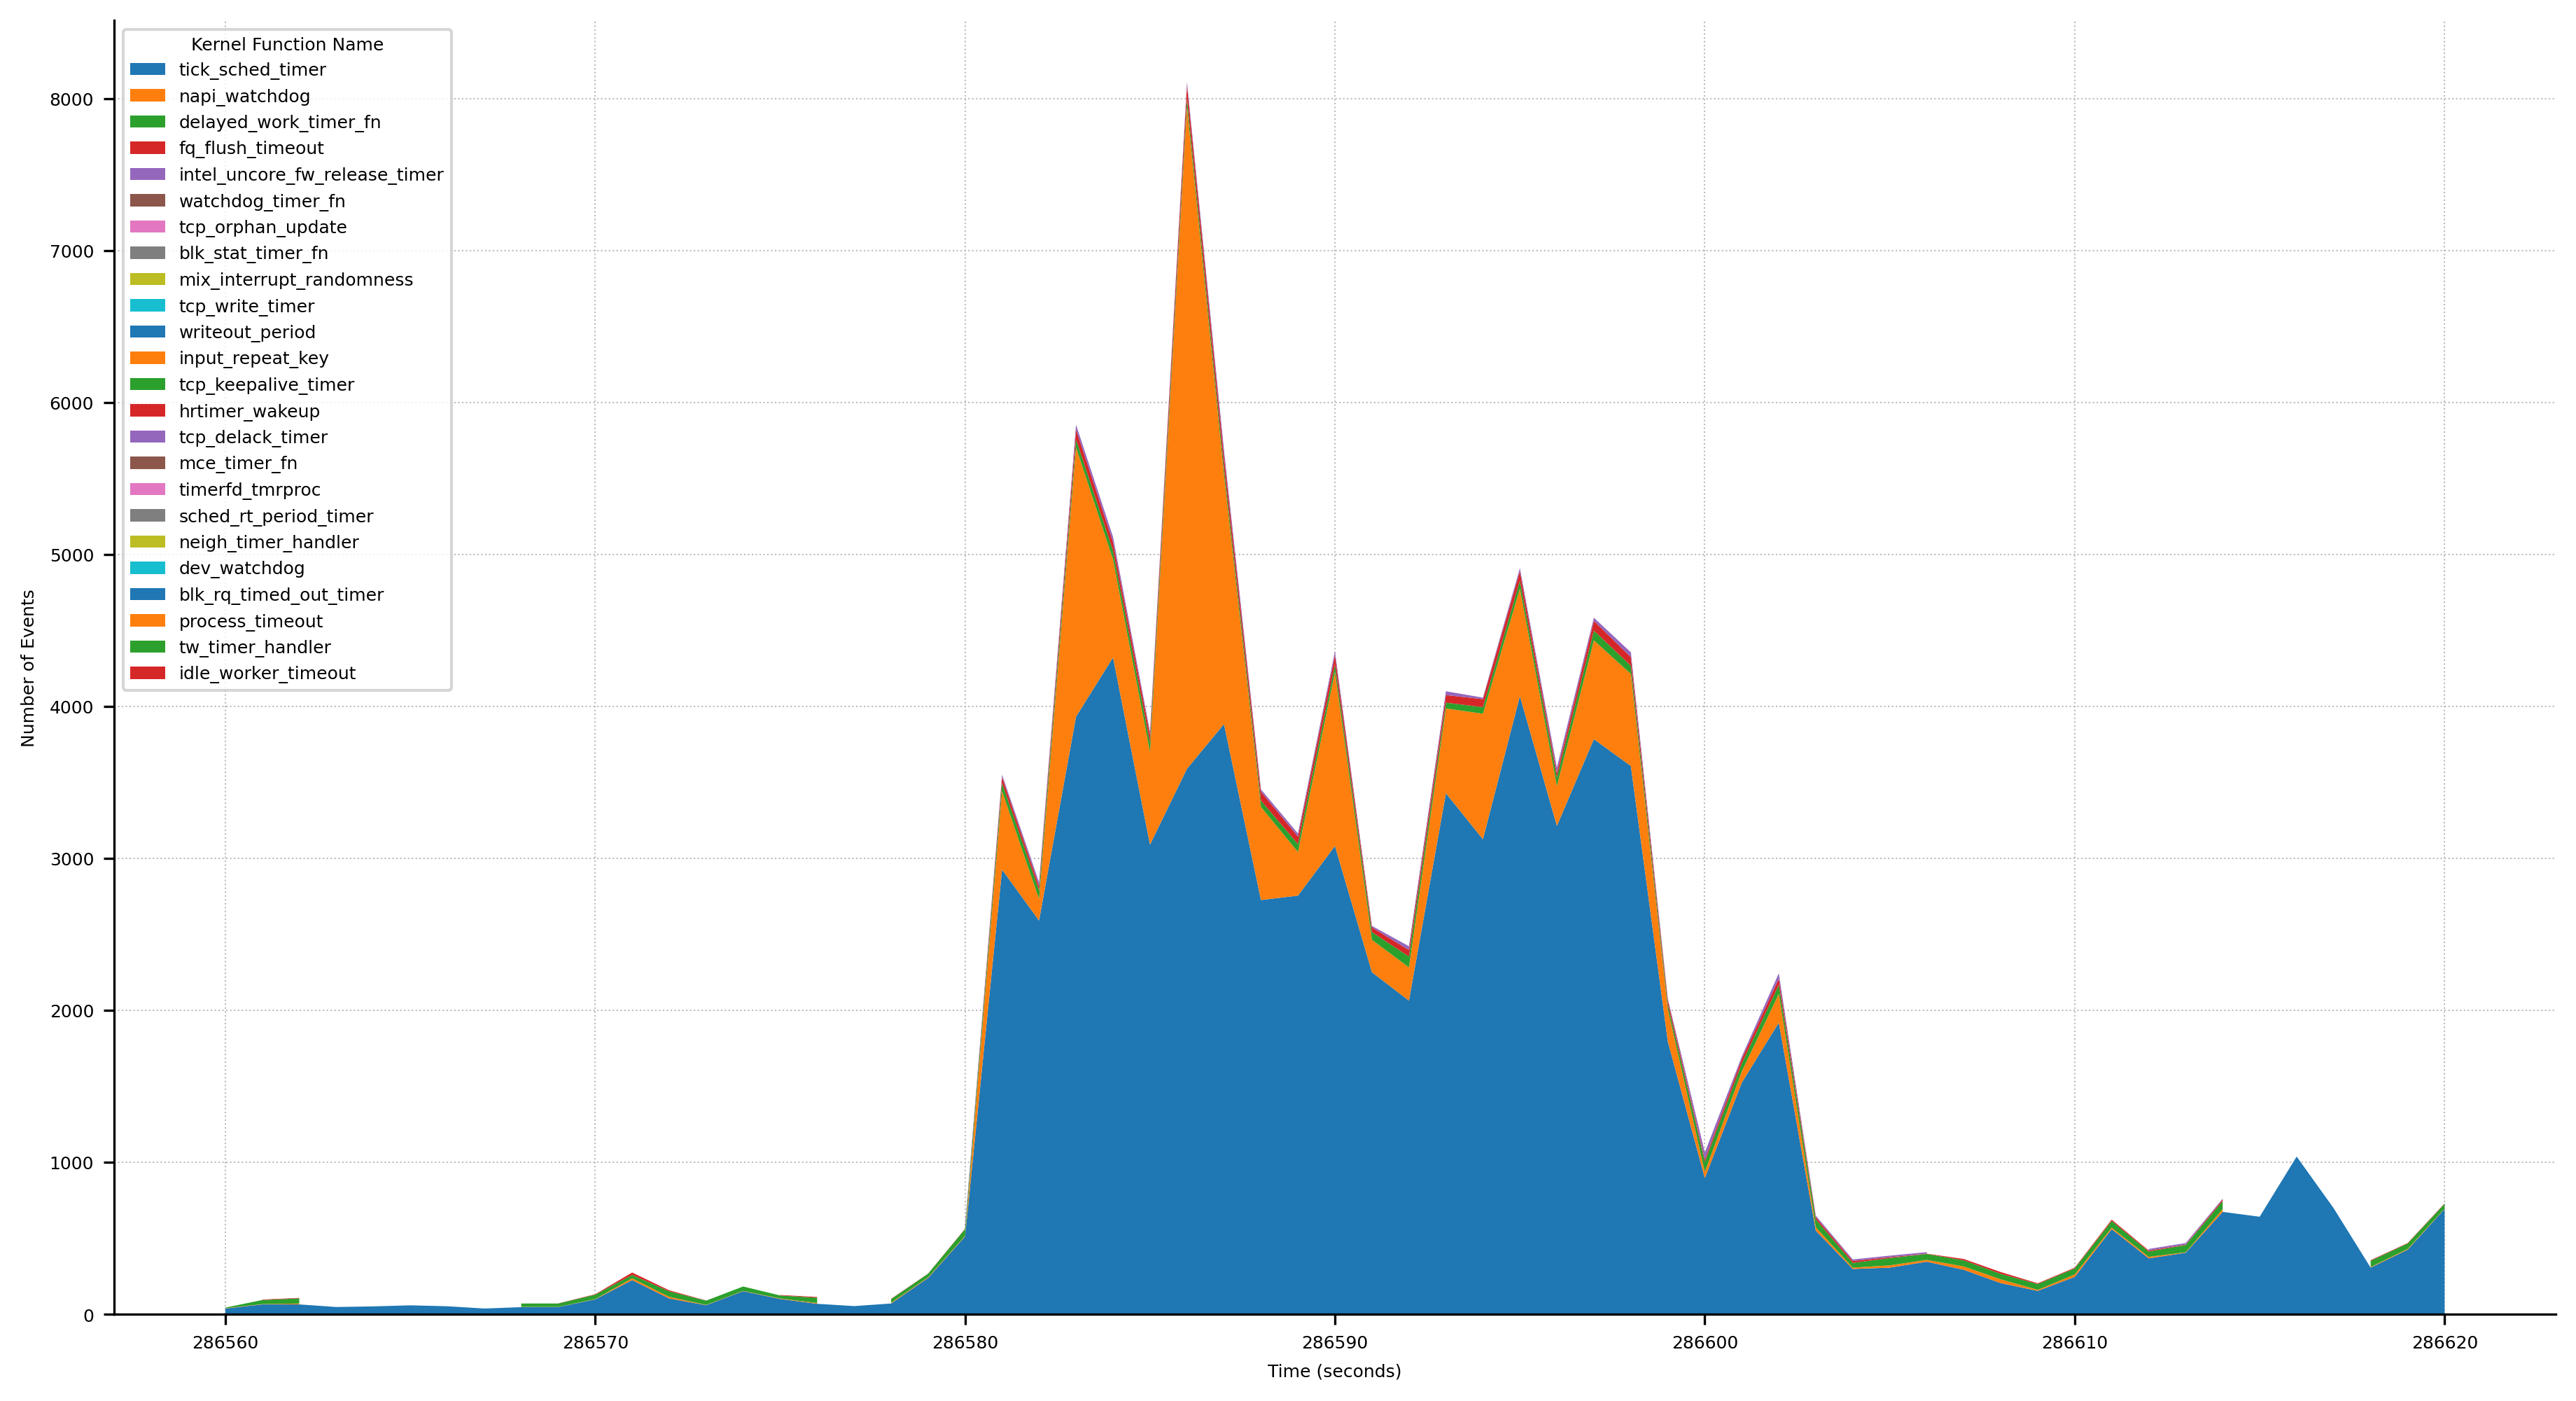 Kernel Function Name
tick_sched_timer
napi_watchdog
delayed_work_timer_fn
fq_flush_timeout
intel_uncore_fw_release_timer
watchdog_timer_fn
tcp_orphan_update
blk_stat_timer_fn
mix_interrupt_randomness
tcp_write_timer
writeout_period
input_repeat_key
tcp_keepalive_timer
hrtimer_wakeup
tcp_delack_timer
mce_timer_fn
timerfd_tmrproc
sched_rt_period_timer
neigh_timer_handler
dev_watchdog
blk_rq_timed_out_timer
process_timeout
tw_timer_handler
idle_worker_timeout
Number of Events
8000
7000
6000
5000
4000
3000
2000
1000
0
286560 286570 286580 286590 286600 286610 286620
Time (seconds)